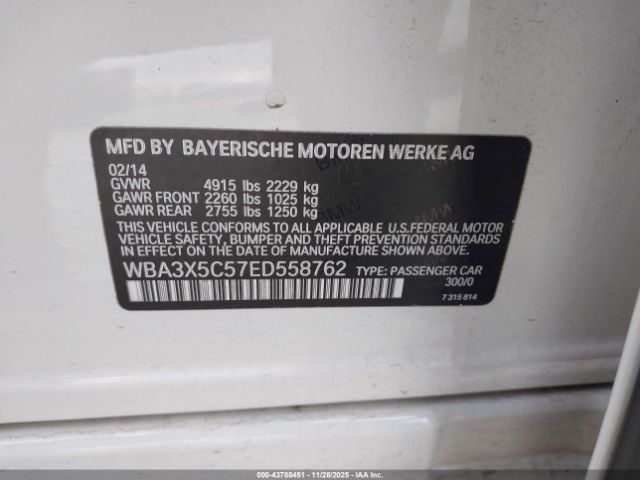 MFD BY BAYERISCHE MOTOREN WERKE AG
02/14
GVWR 4915 lbs 2229 kg
GAWR FRONT 2260 lbs 1025 kg
GAWR REAR 2755 lbs 1250 kg
THIS VEHICLE CONFORMS TO ALL APPLICABLE U.S.FEDERAL MOTOR
VEHICLE SAFETY, BUMPER, AND THEFT PREVENTION STANDARDS
IN EFFECT ON THE DATE OF MANUFACTURE SHOWN ABOVE.
WBA3X5C57ED558762 TYPE: PASSENGER CAR
300/0
7 315 814
000-43788451 - 11/28/2025 - IAA Inc.